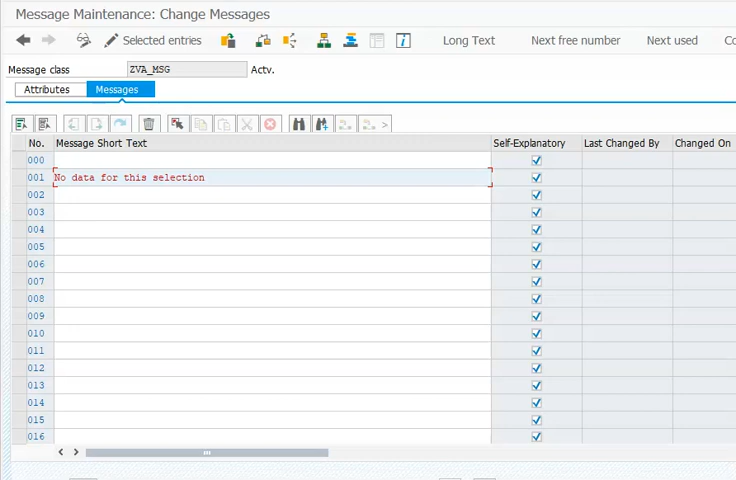 Message Maintenance: Change Messages
Selected entries Long Text Next free number Next used Co
Message class ZVA_MSG Actv.
Attributes Messages
No. Message Short Text Self-Explanatory Last Changed By Changed On
000
001 No data for this selection
002
003
004
005
006
007
008
009
010
011
012
013
014
015
016